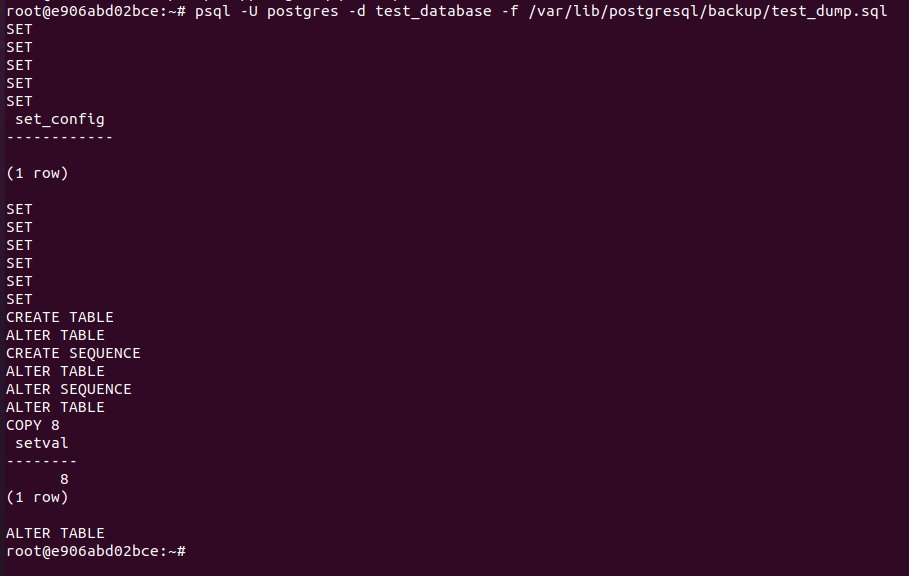 root@e906abd02bce:~# psql -U postgres -d test_database -f /var/lib/postgresql/backup/test_dump.sql
SET
SET
SET
SET
SET
 set_config
------------

(1 row)

SET
SET
SET
SET
SET
SET
CREATE TABLE
ALTER TABLE
CREATE SEQUENCE
ALTER TABLE
ALTER SEQUENCE
ALTER TABLE
COPY 8
 setval
--------
      8
(1 row)

ALTER TABLE
root@e906abd02bce:~#